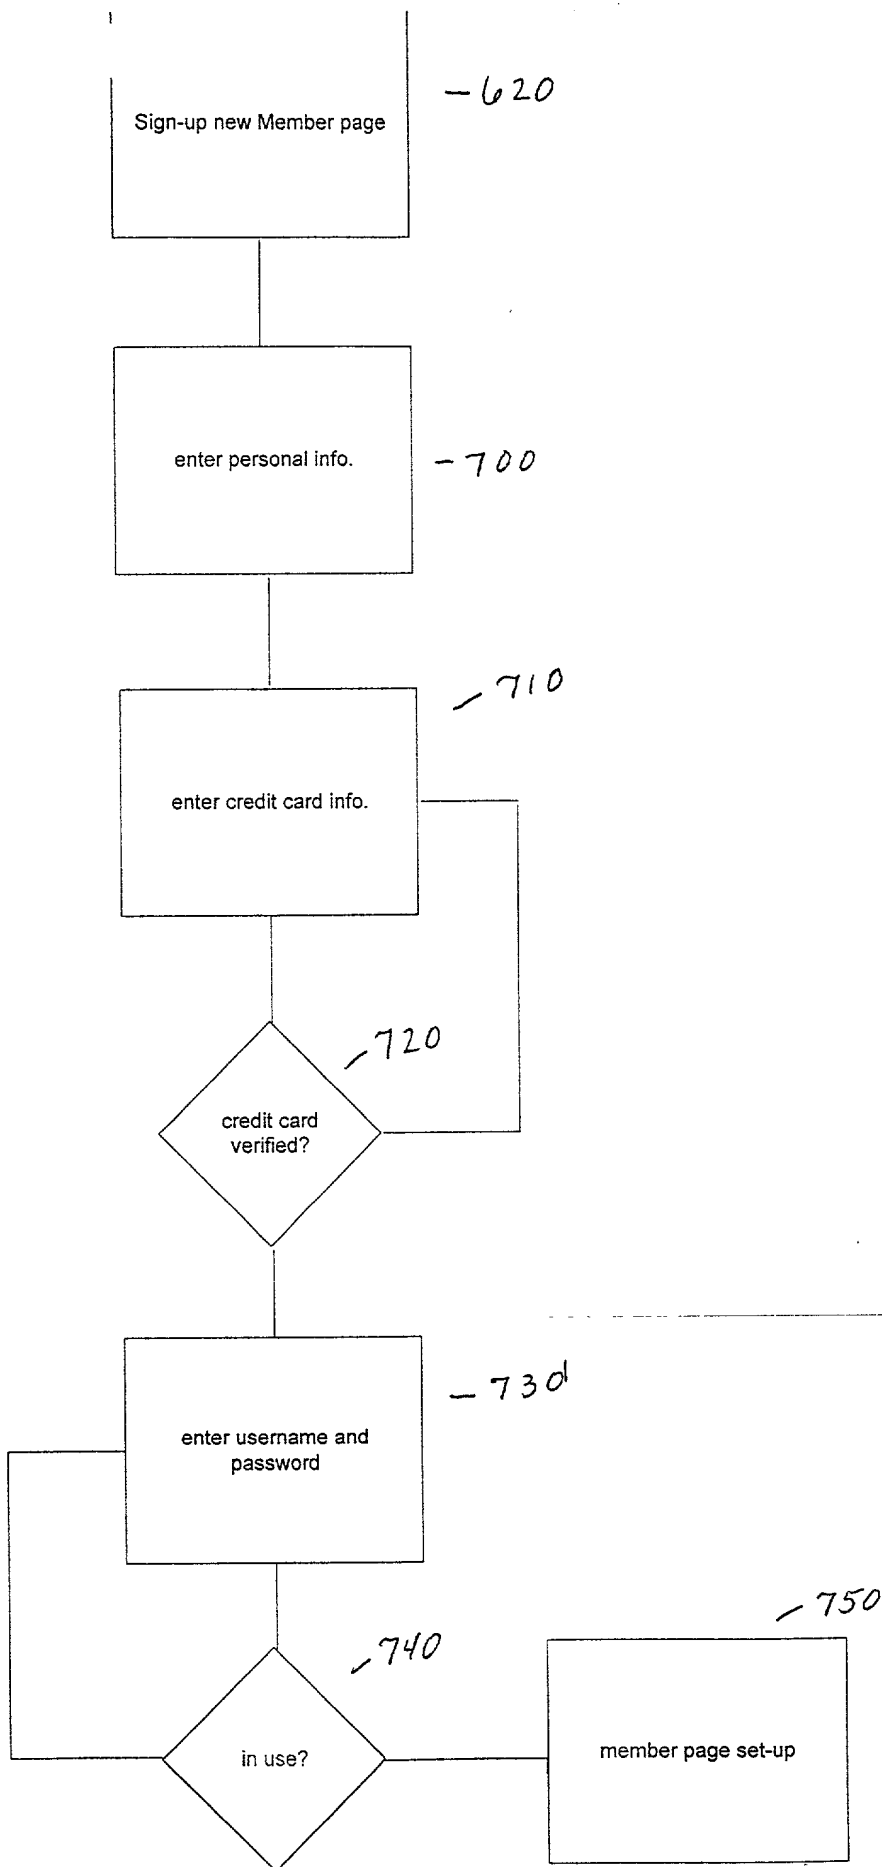 620
Sign-up new Member page
enter personal info.
700
710
enter credit card info.
720
credit card
verified?
730
enter username and
password
750
740
in use?
member page set-up